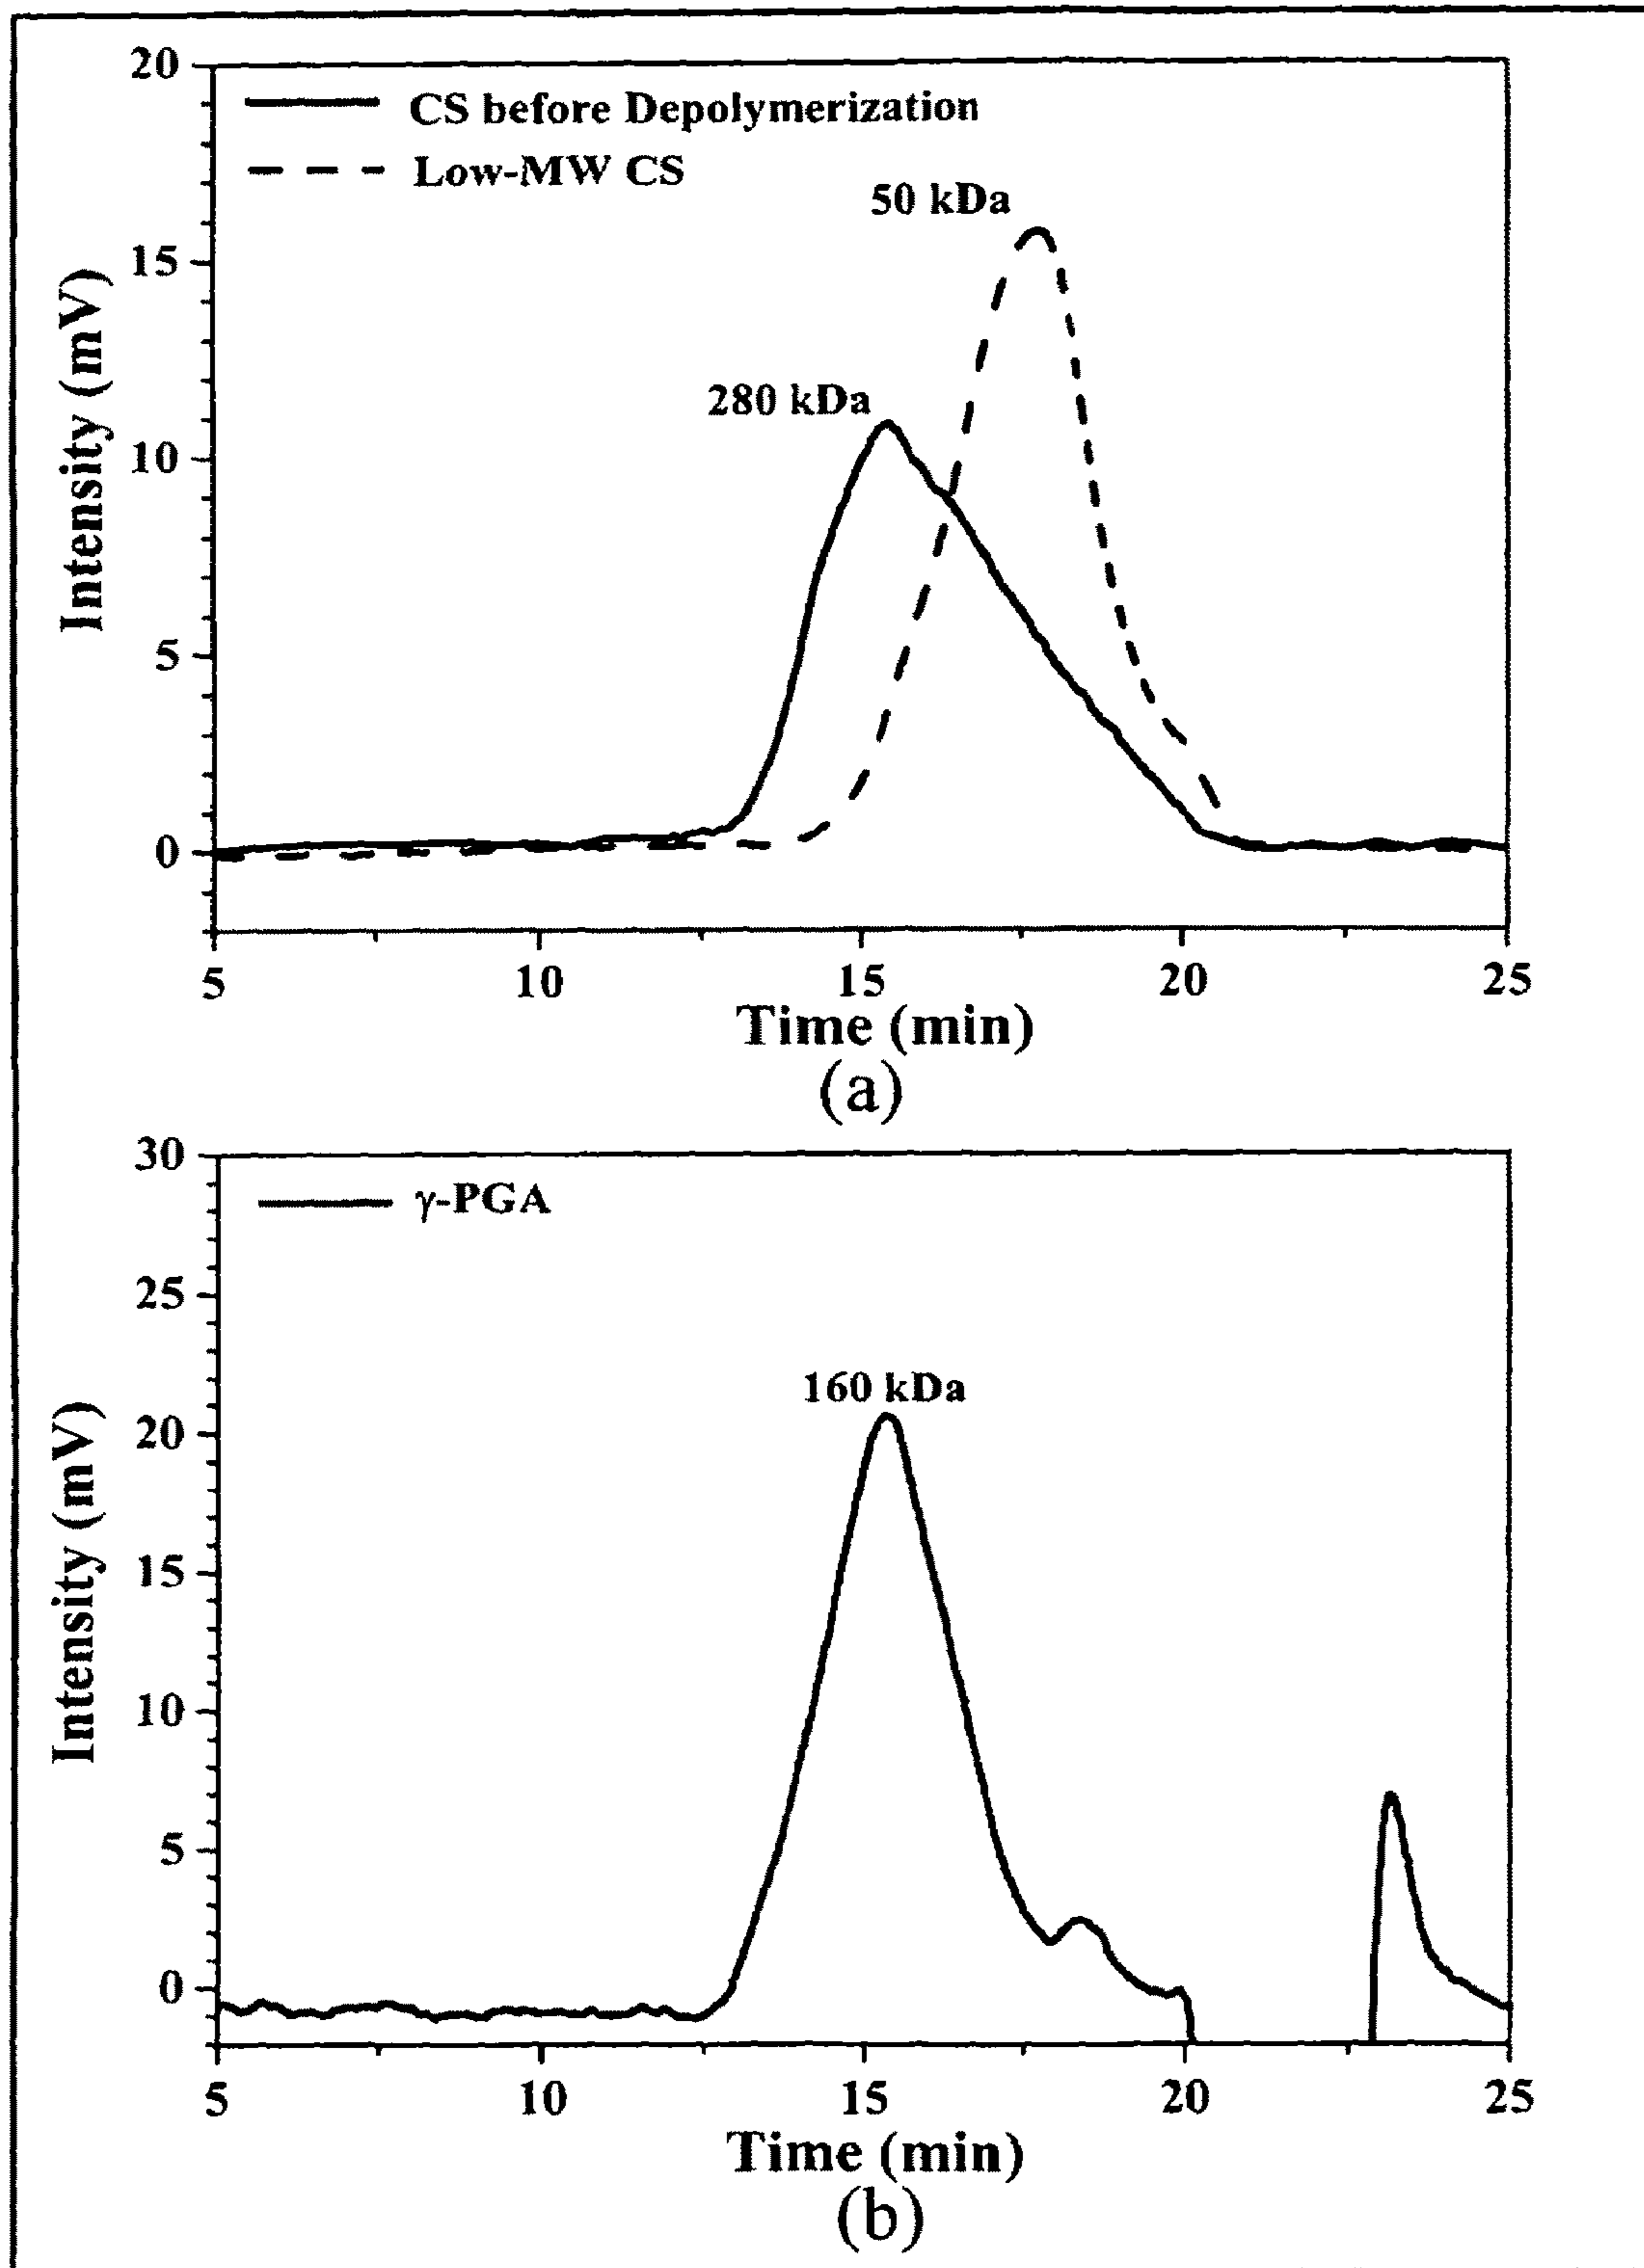 20
CS before Depolymerization
Low-MW CS
50 kDa
15
280 kDa
10
5
0
Intensity (mV)
5 10 15 20 25
Time (min)
(a)
30
γ-PGA
25
160 kDa
20
15
10
5
0
Intensity (mV)
5 10 15 20 25
Time (min)
(b)